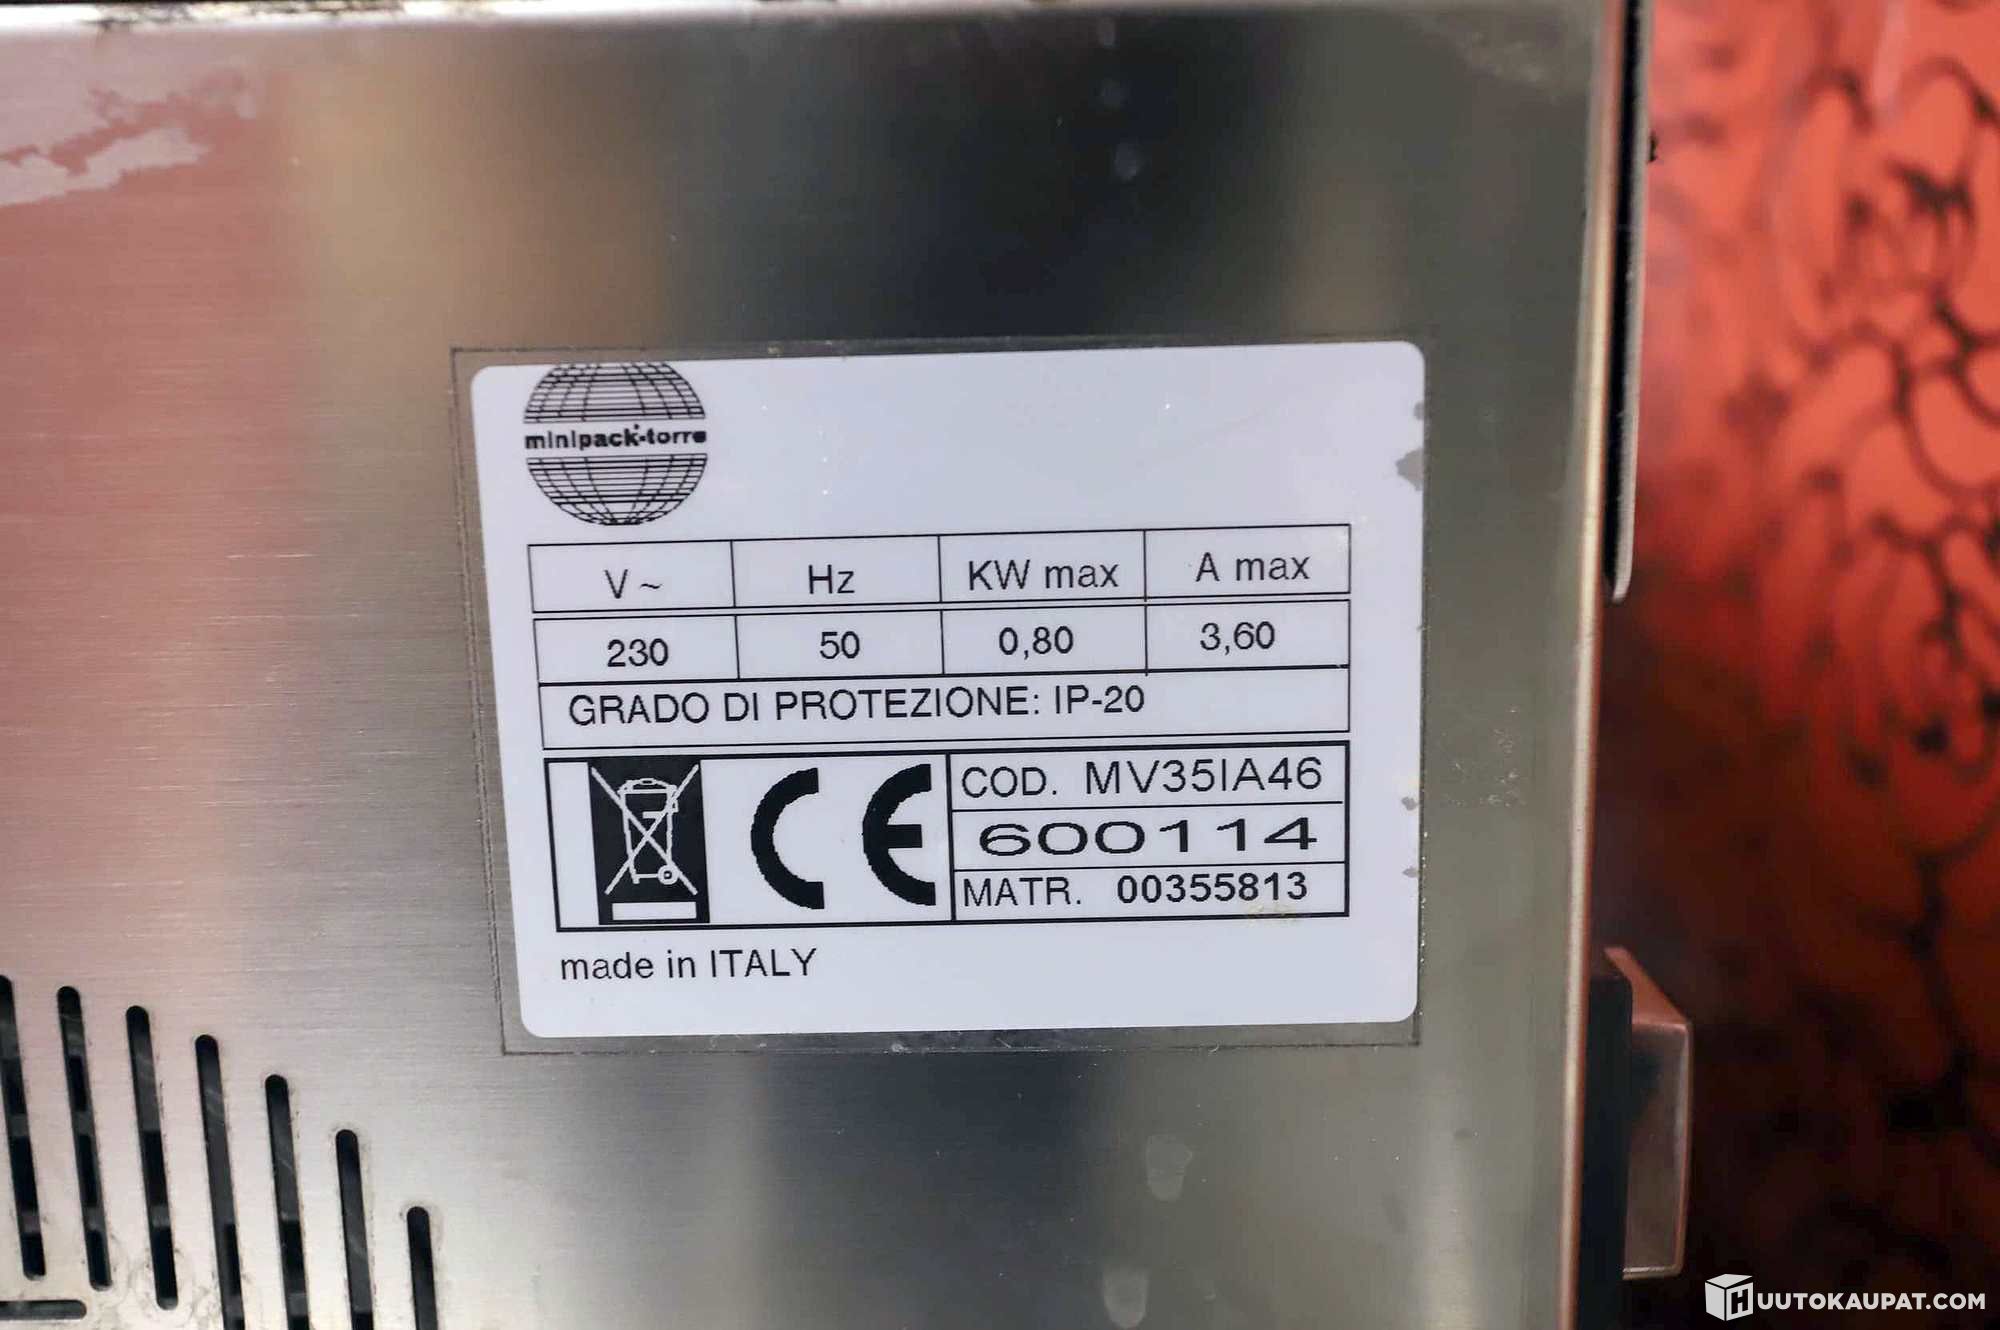 minipack-torre
V ~ Hz KW max A max
230 50 0,80 3,60
GRADO DI PROTEZIONE: IP-20
CE
COD. MV35IA46
600114
MATR. 00355813
made in ITALY
HUUTOKAUPAT.COM